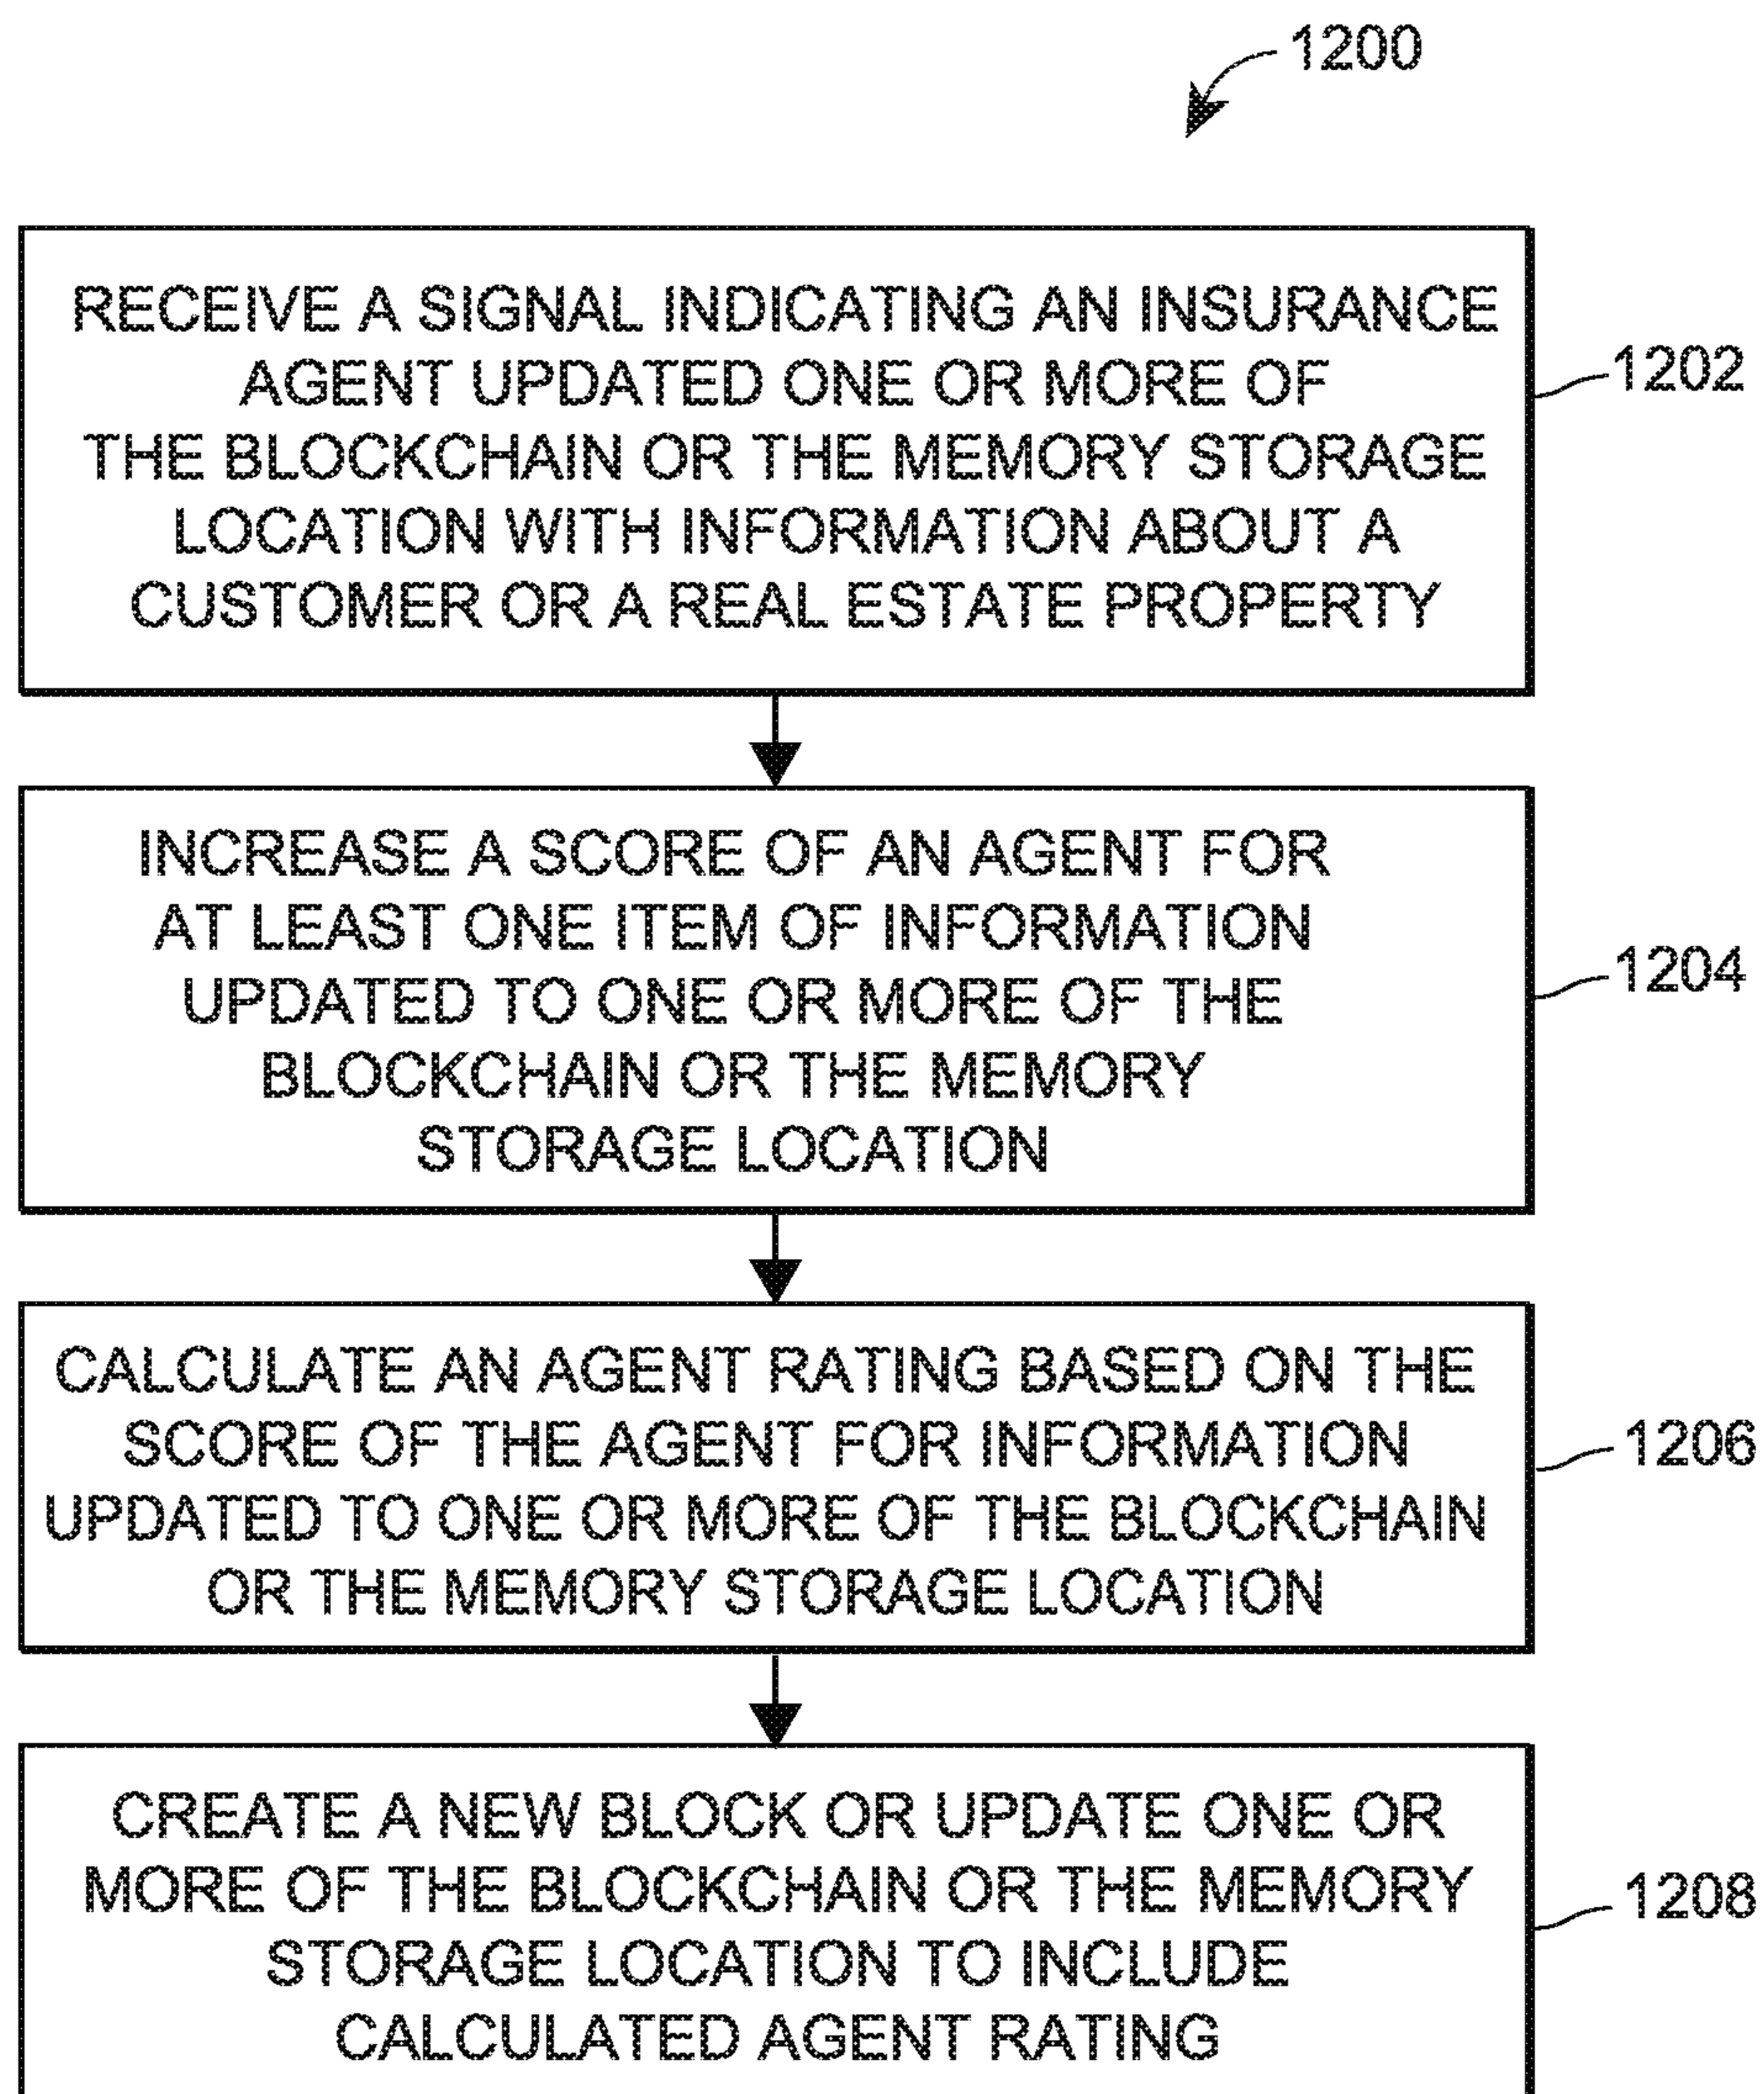 1200
RECEIVE A SIGNAL INDICATING AN INSURANCE
AGENT UPDATED ONE OR MORE OF
THE BLOCKCHAIN OR THE MEMORY STORAGE
LOCATION WITH INFORMATION ABOUT A
CUSTOMER OR A REAL ESTATE PROPERTY
1202
INCREASE A SCORE OF AN AGENT FOR
AT LEAST ONE ITEM OF INFORMATION
UPDATED TO ONE OR MORE OF THE
BLOCKCHAIN OR THE MEMORY
STORAGE LOCATION
1204
CALCULATE AN AGENT RATING BASED ON THE
SCORE OF THE AGENT FOR INFORMATION
UPDATED TO ONE OR MORE OF THE BLOCKCHAIN
OR THE MEMORY STORAGE LOCATION
1206
CREATE A NEW BLOCK OR UPDATE ONE OR
MORE OF THE BLOCKCHAIN OR THE MEMORY
STORAGE LOCATION TO INCLUDE
CALCULATED AGENT RATING
1208